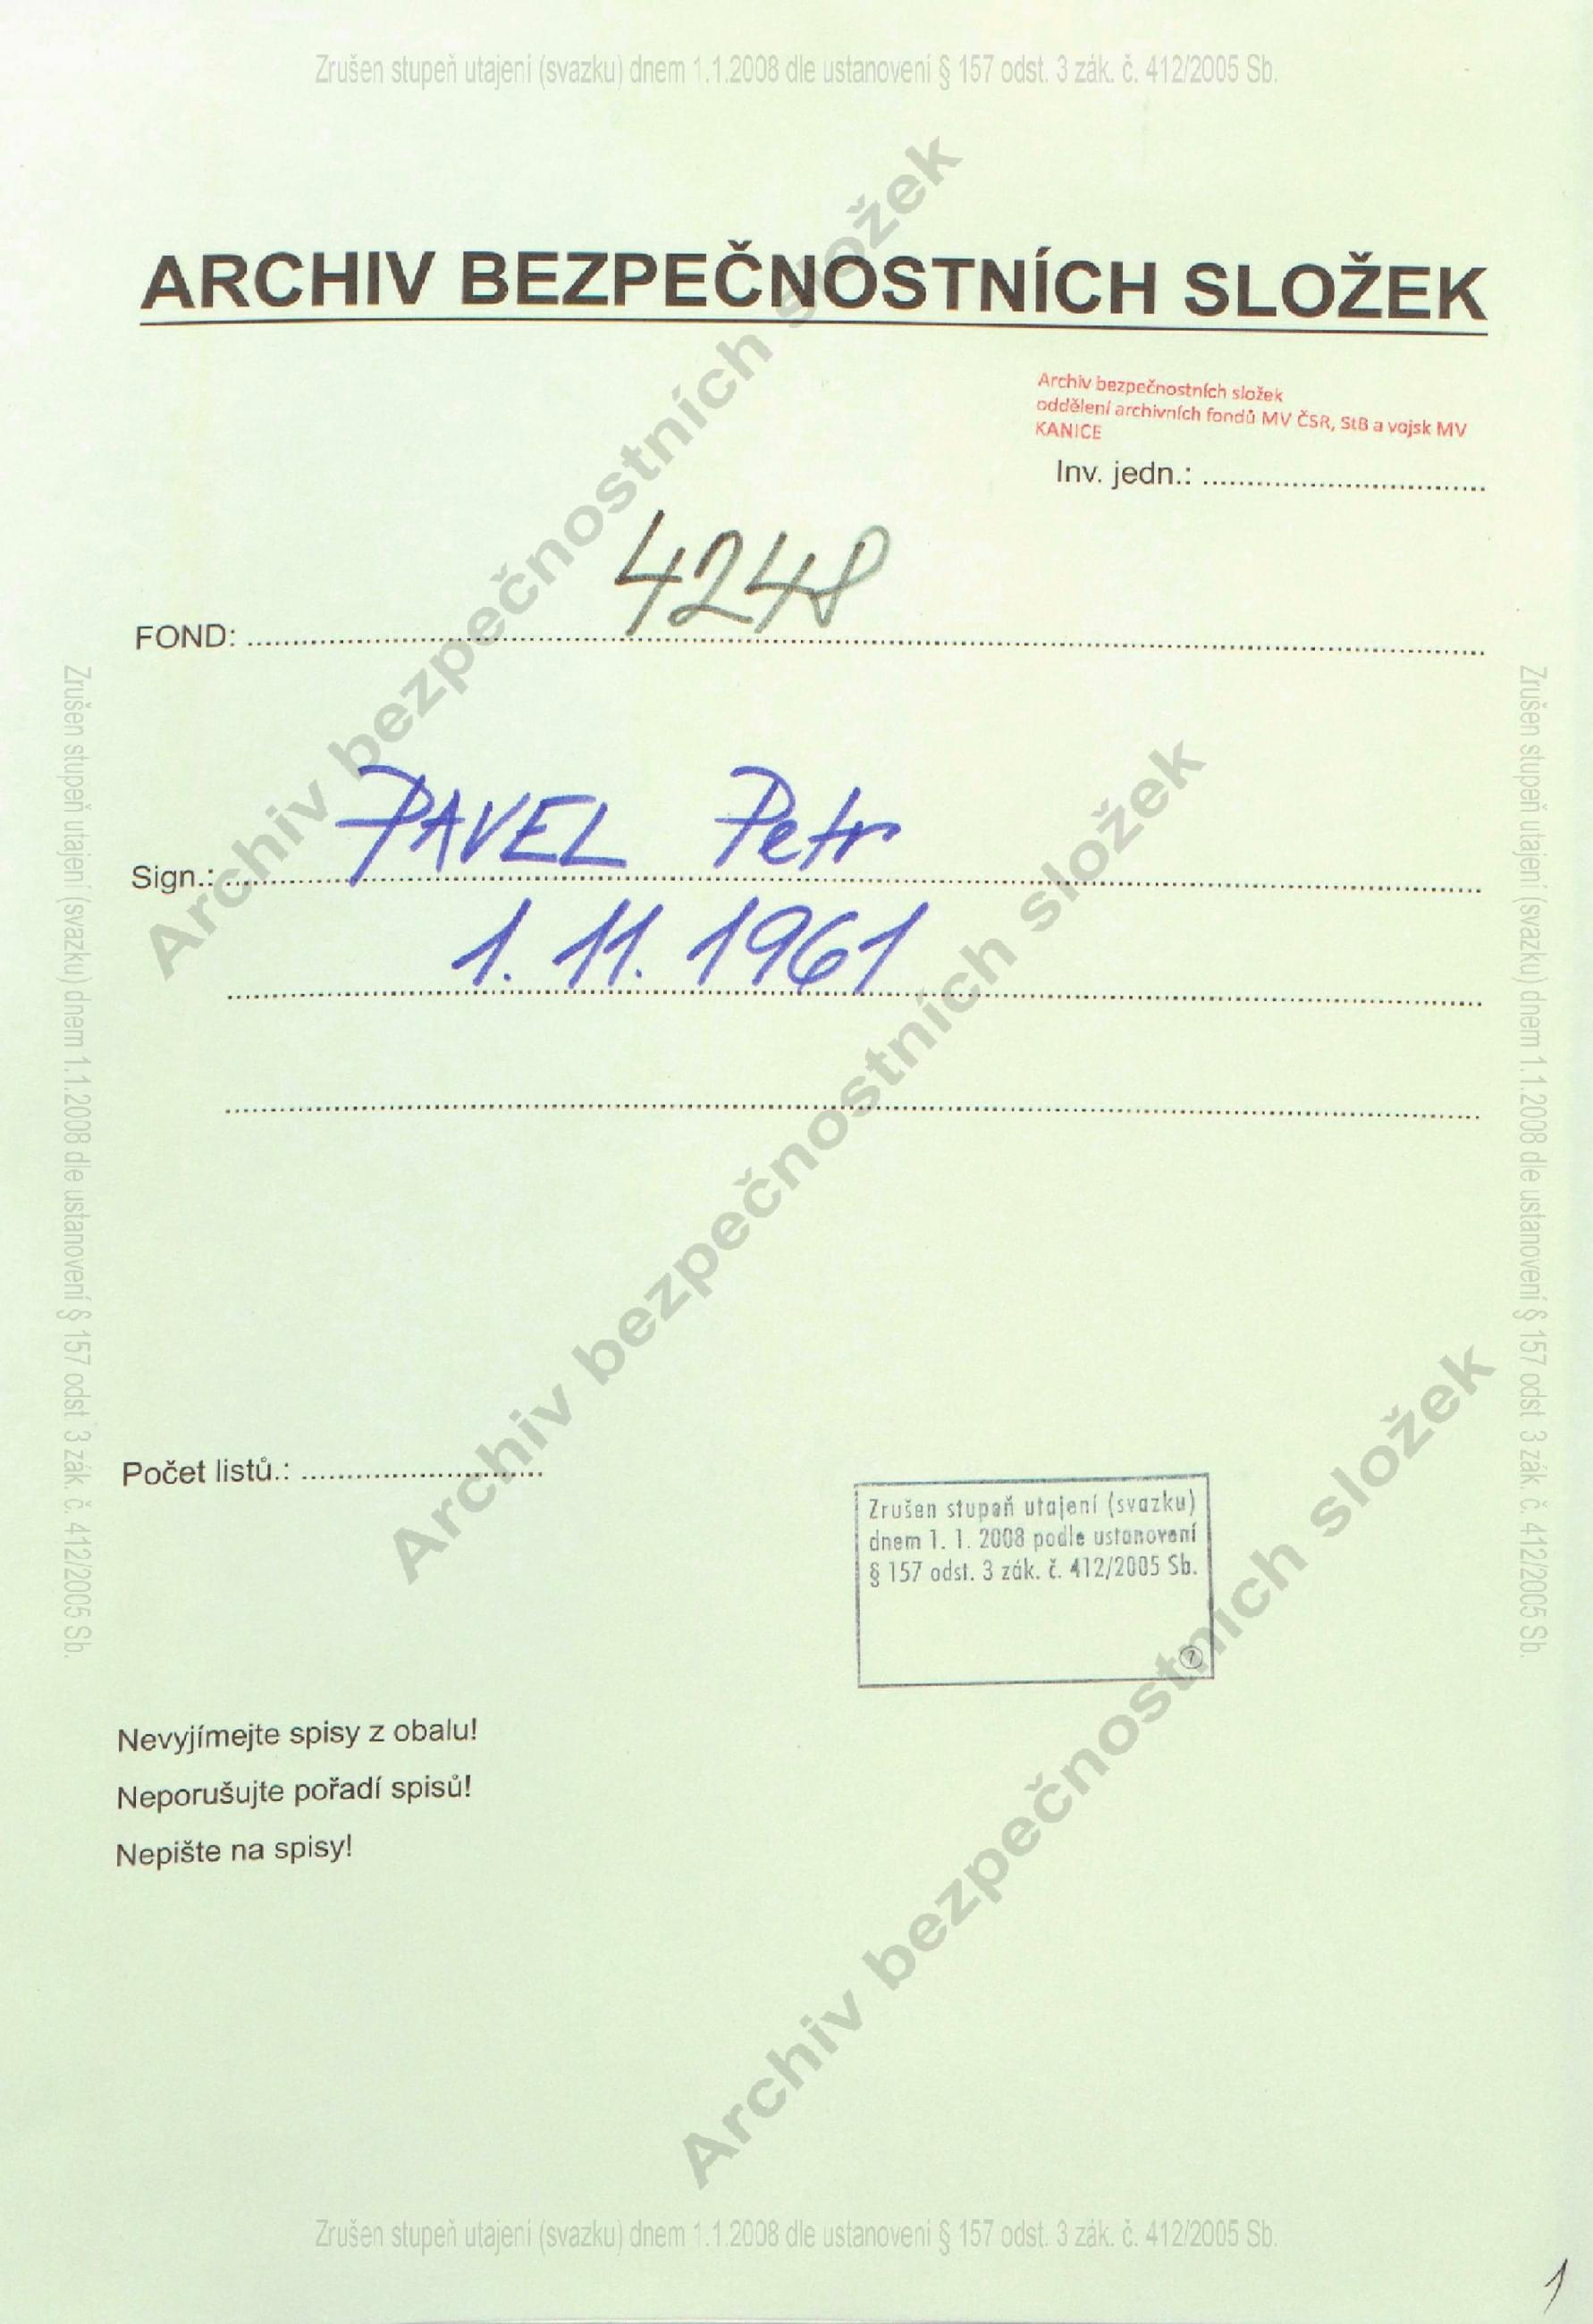 Zrušen stupeň utajení (svazku) dnem 1.1.2008 dle ustanovení § 157 odst. 3 zák. č. 412/2005 Sb.
ARCHIV BEZPEČNOSTNÍCH SLOŽEK
Archiv bezpečnostních složek
oddělení archivních fondů MV ČSR, StB a vojsk MV
KANICE
Inv. jedn.: ................................
4248
FOND: ................................
PAVEL Petr
Sign.: ................................
1. 11. 1961
Počet listů.: ................................
Zrušen stupeň utajení (svazku)
dnem 1. 1. 2008 podle ustanovení
§ 157 odst. 3 zák. č. 412/2005 Sb.
7
Nevyjímejte spisy z obalu!
Neporušujte pořadí spisů!
Nepište na spisy!
Zrušen stupeň utajení (svazku) dnem 1.1.2008 dle ustanovení § 157 odst. 3 zák. č. 412/2005 Sb.
1
Zrušen stupeň utajení (svazku) dnem 1.1.2008 dle ustanovení § 157 odst. 3 zák. č. 412/2005 Sb.
Zrušen stupeň utajení (svazku) dnem 1.1.2008 dle ustanovení § 157 odst. 3 zák. č. 412/2005 Sb.
Archiv bezpečnostních složek
Archiv bezpečnostních složek
Archiv bezpečnostních složek